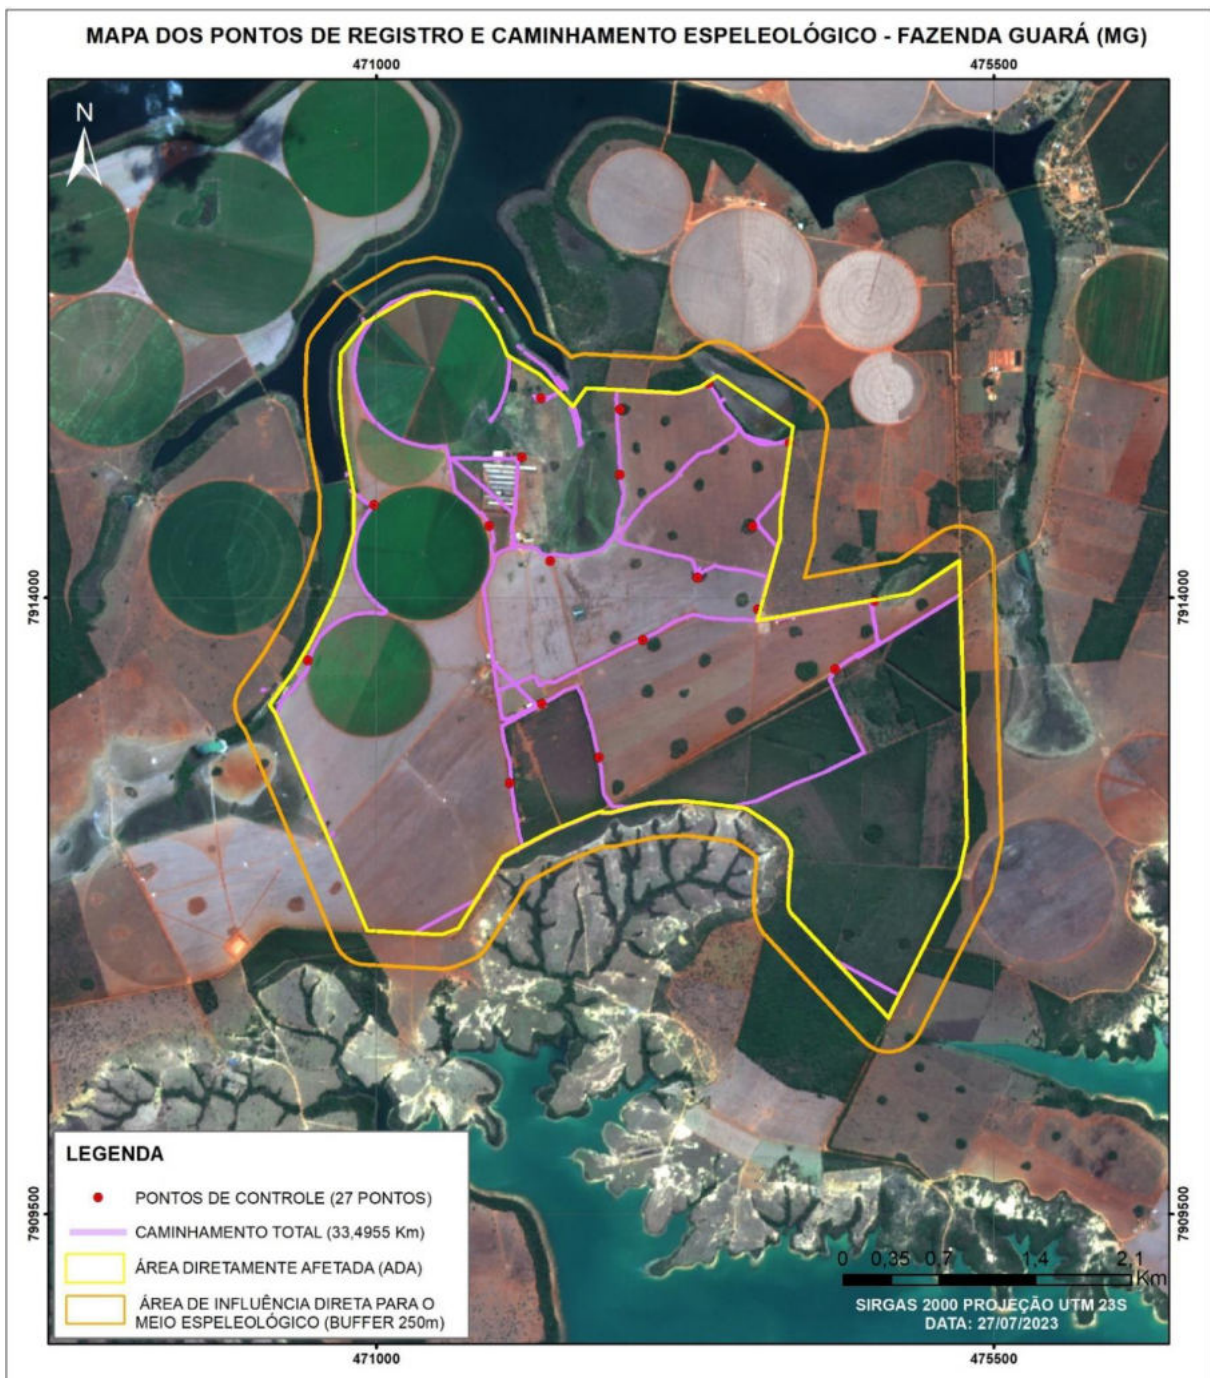 MAPA DOS PONTOS DE REGISTRO E CAMINHAMENTO ESPELEOLÓGICO - FAZENDA GUARÁ (MG)
471000 475500
N
7914000 7914000
7909500 7909500
LEGENDA
PONTOS DE CONTROLE (27 PONTOS)
CAMINHAMENTO TOTAL (33,4955 Km)
ÁREA DIRETAMENTE AFETADA (ADA)
ÁREA DE INFLUÊNCIA DIRETA PARA O
MEIO ESPELEOLÓGICO (BUFFER 250m)
0 0,35 0,7 1,4 2,1
Km
SIRGAS 2000 PROJEÇÃO UTM 23S
DATA: 27/07/2023
471000 475500